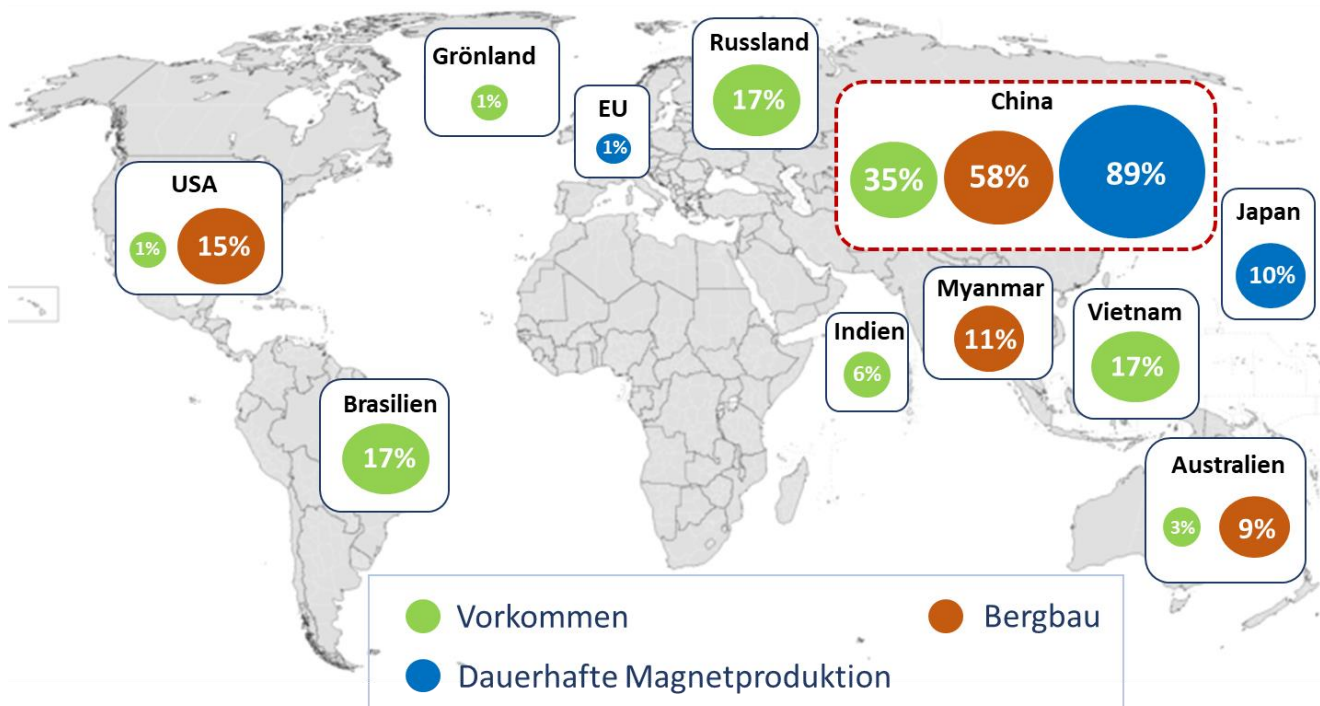 Grönland
1%
EU
1%
Russland
17%
China
35%
58%
89%
USA
1%
15%
Japan
10%
Myanmar
11%
Vietnam
17%
Indien
6%
Brasilien
17%
Australien
3%
9%
Vorkommen
Bergbau
Dauerhafte Magnetproduktion